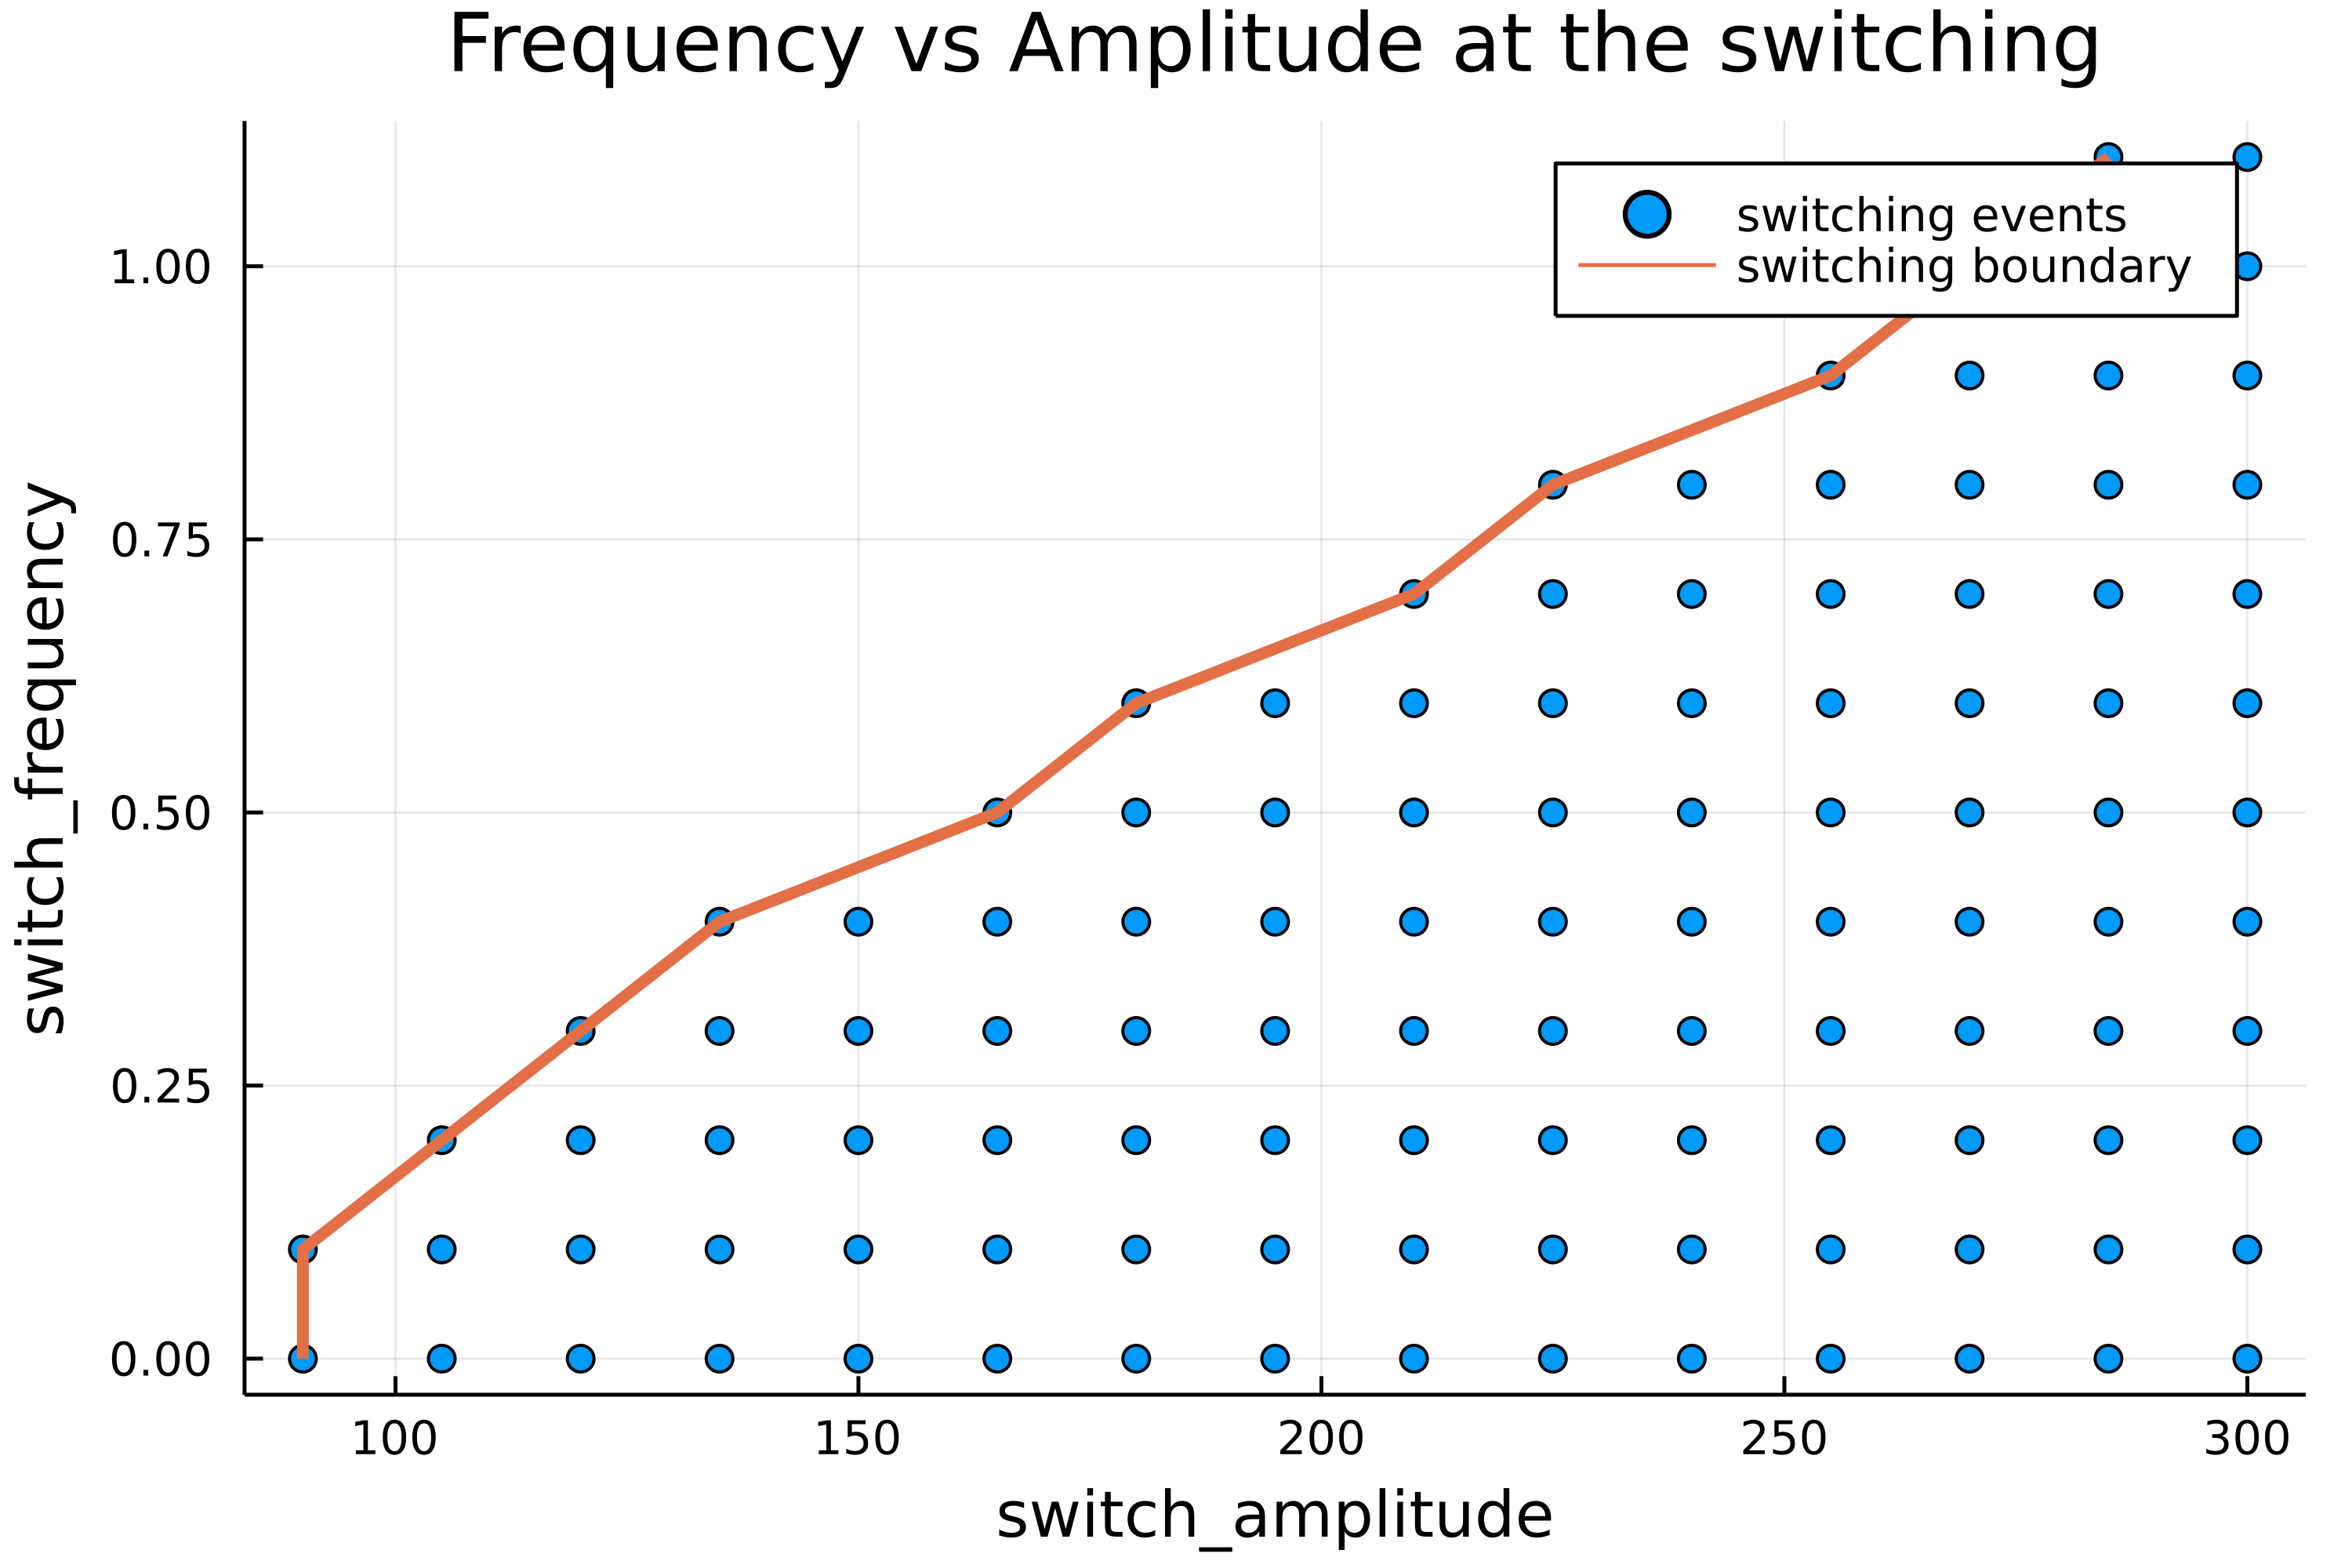 Frequency vs Amplitude at the switching
switching events
switching boundary
1.00
0.75
0.50
0.25
0.00
switch_frequency
100 150 200 250 300
switch_amplitude